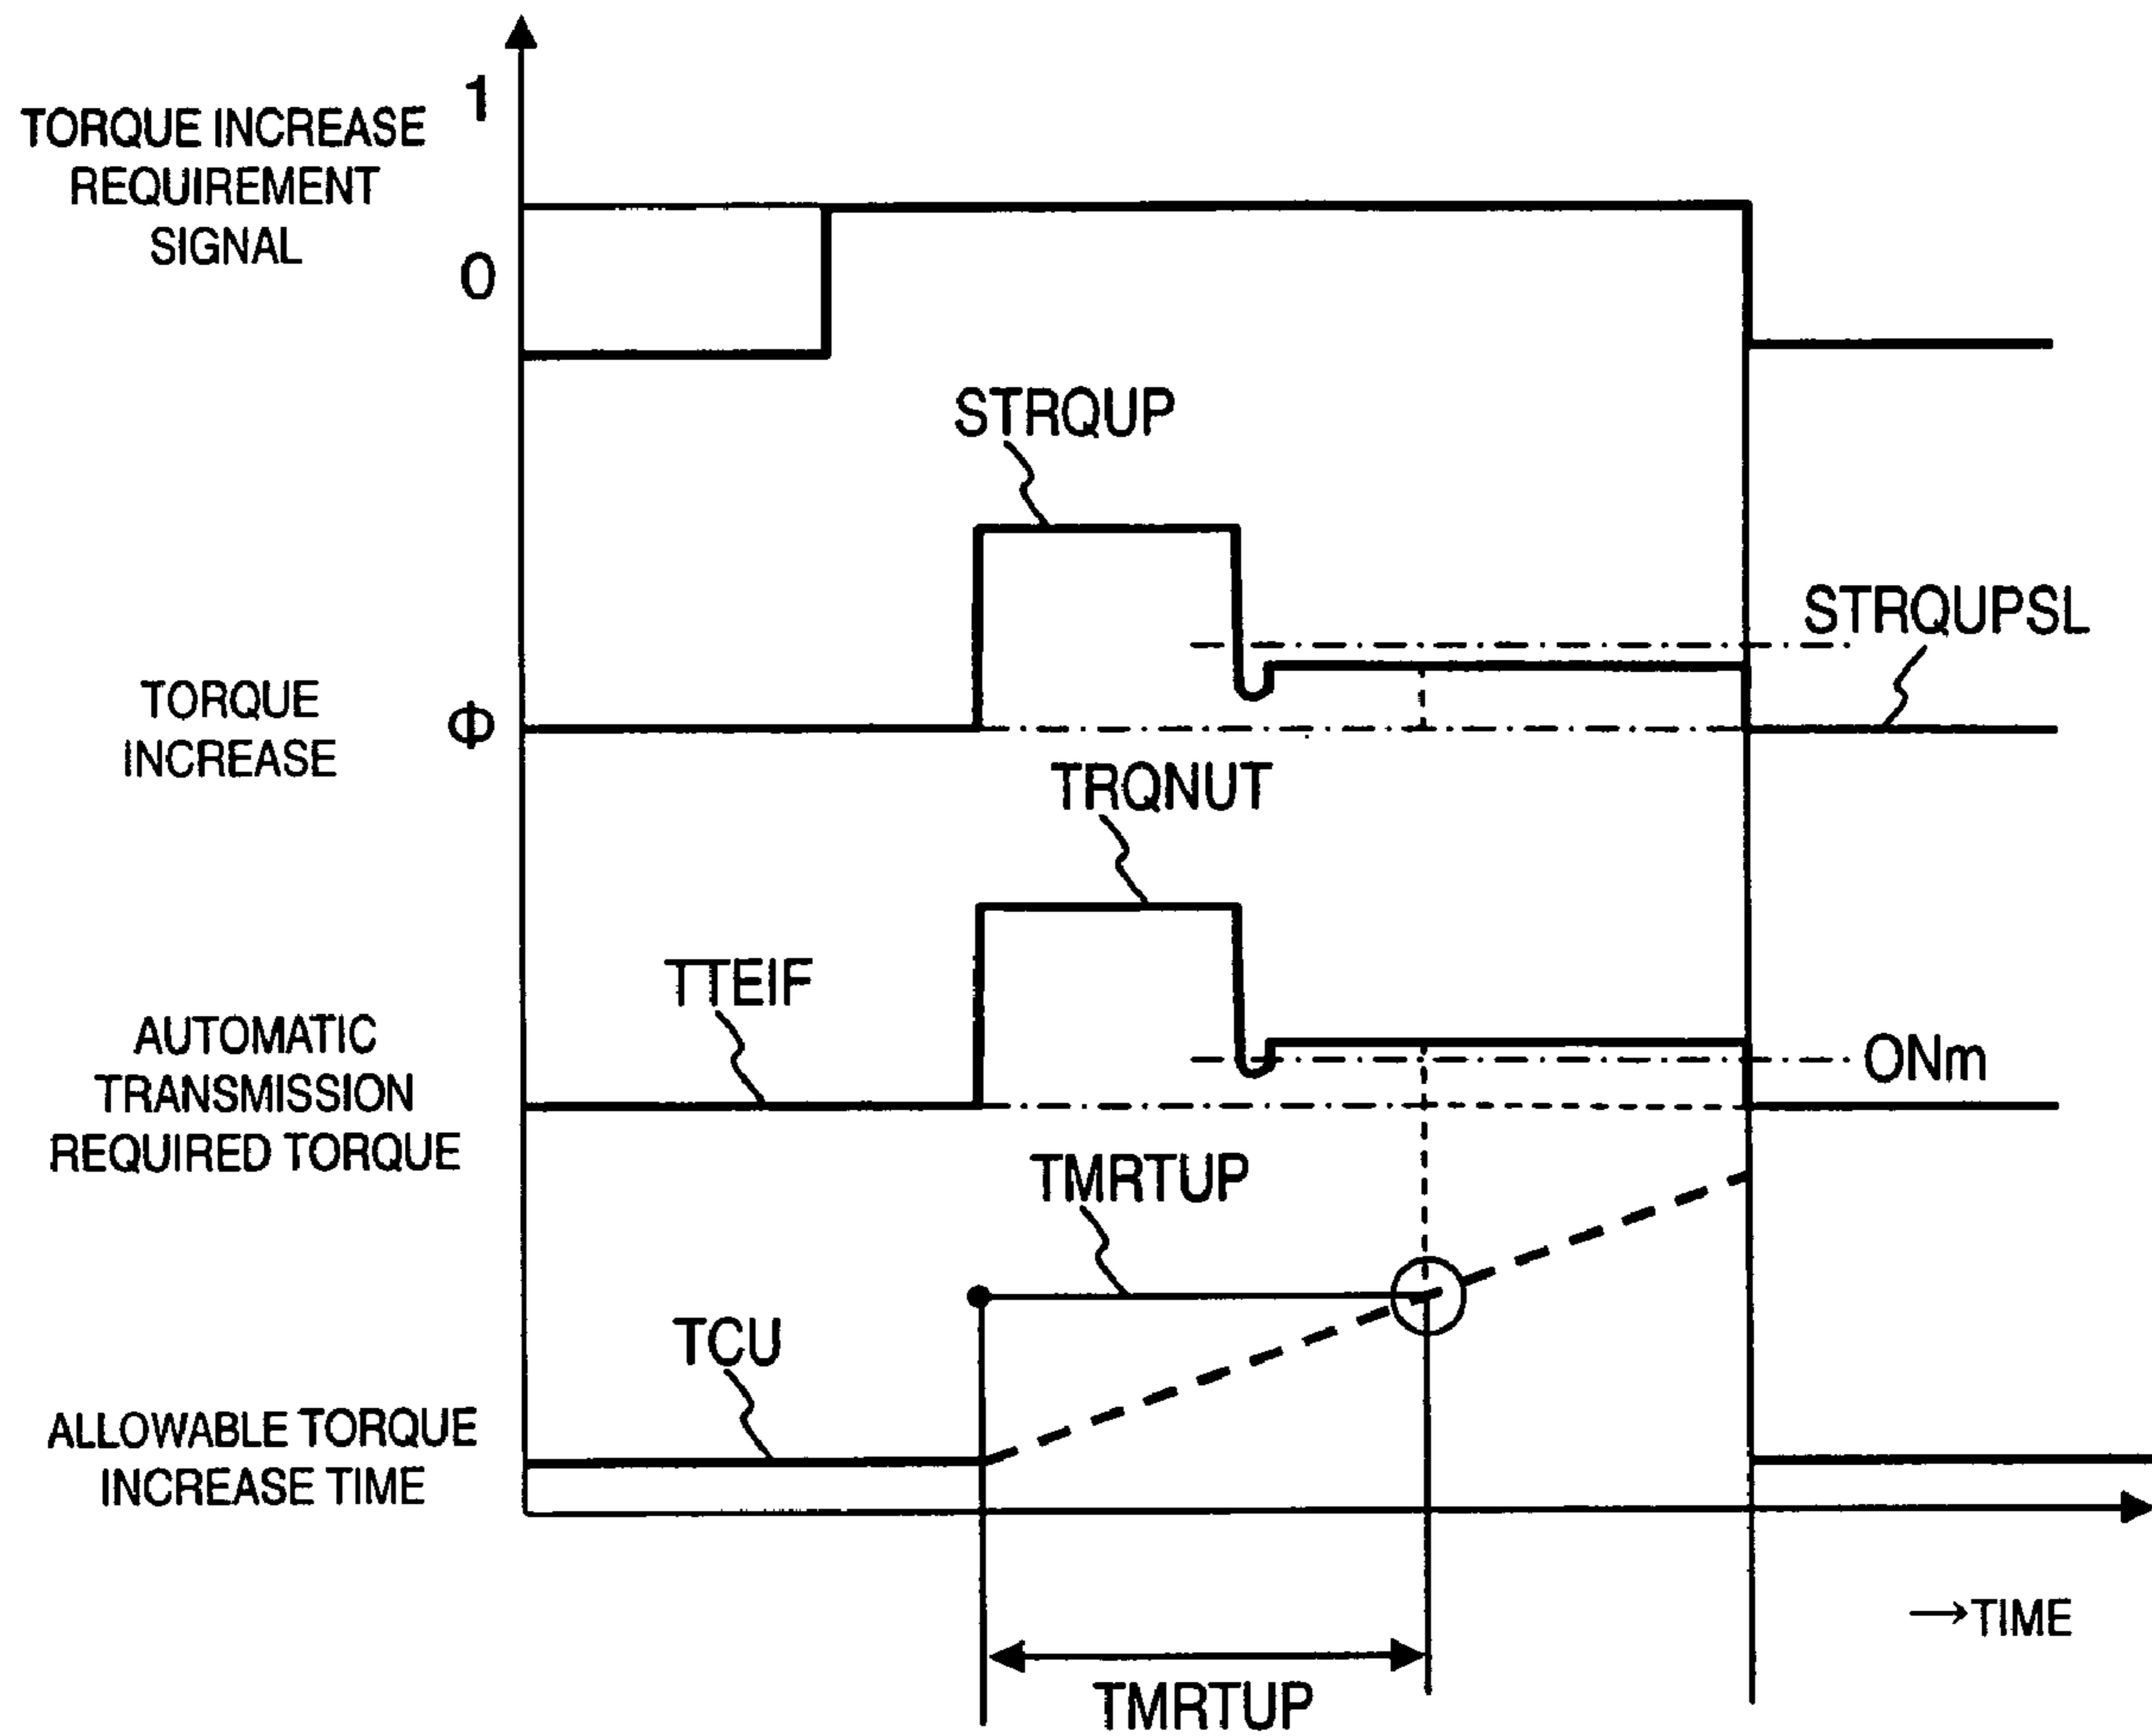 1
TORQUE INCREASE
REQUIREMENT
SIGNAL
0
STRQUP
STRQUPSL
TORQUE
INCREASE
Φ
TRQNUT
TTEIF
AUTOMATIC
TRANSMISSION
REQUIRED TORQUE
ONm
TMRTUP
TCU
ALLOWABLE TORQUE
INCREASE TIME
→TIME
TMRTUP